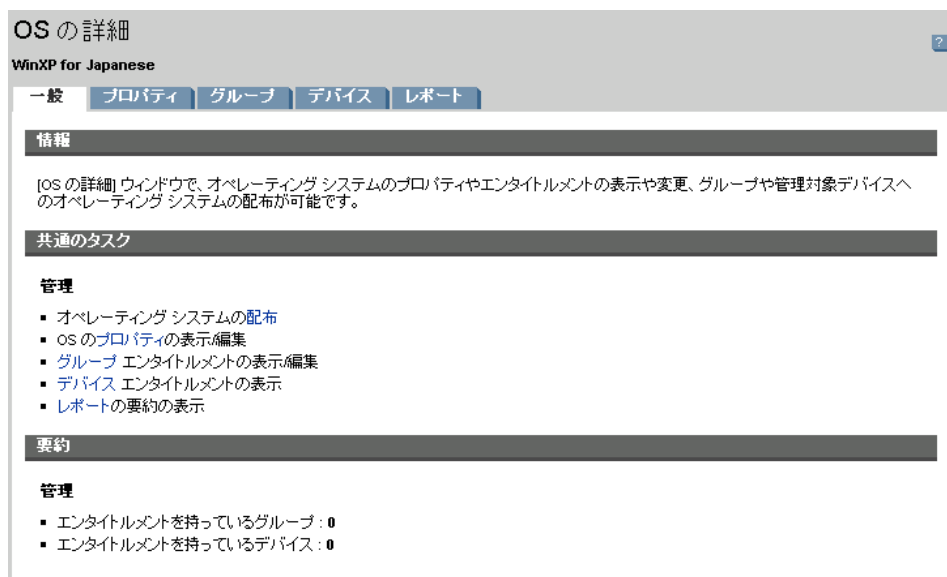 OS の詳細
?
WinXP for Japanese
一般 プロパティ グループ デバイス レポート
情報
[OS の詳細] ウィンドウで、オペレーティング システムのプロパティやエンタイトルメントの表示や変更、グループや管理対象デバイスへ
のオペレーティング システムの配布が可能です。
共通のタスク
管理
▪ オペレーティング システムの配布
▪ OS のプロパティの表示/編集
▪ グループ エンタイトルメントの表示/編集
▪ デバイス エンタイトルメントの表示
▪ レポートの要約の表示
要約
管理
▪ エンタイトルメントを持っているグループ : 0
▪ エンタイトルメントを持っているデバイス : 0